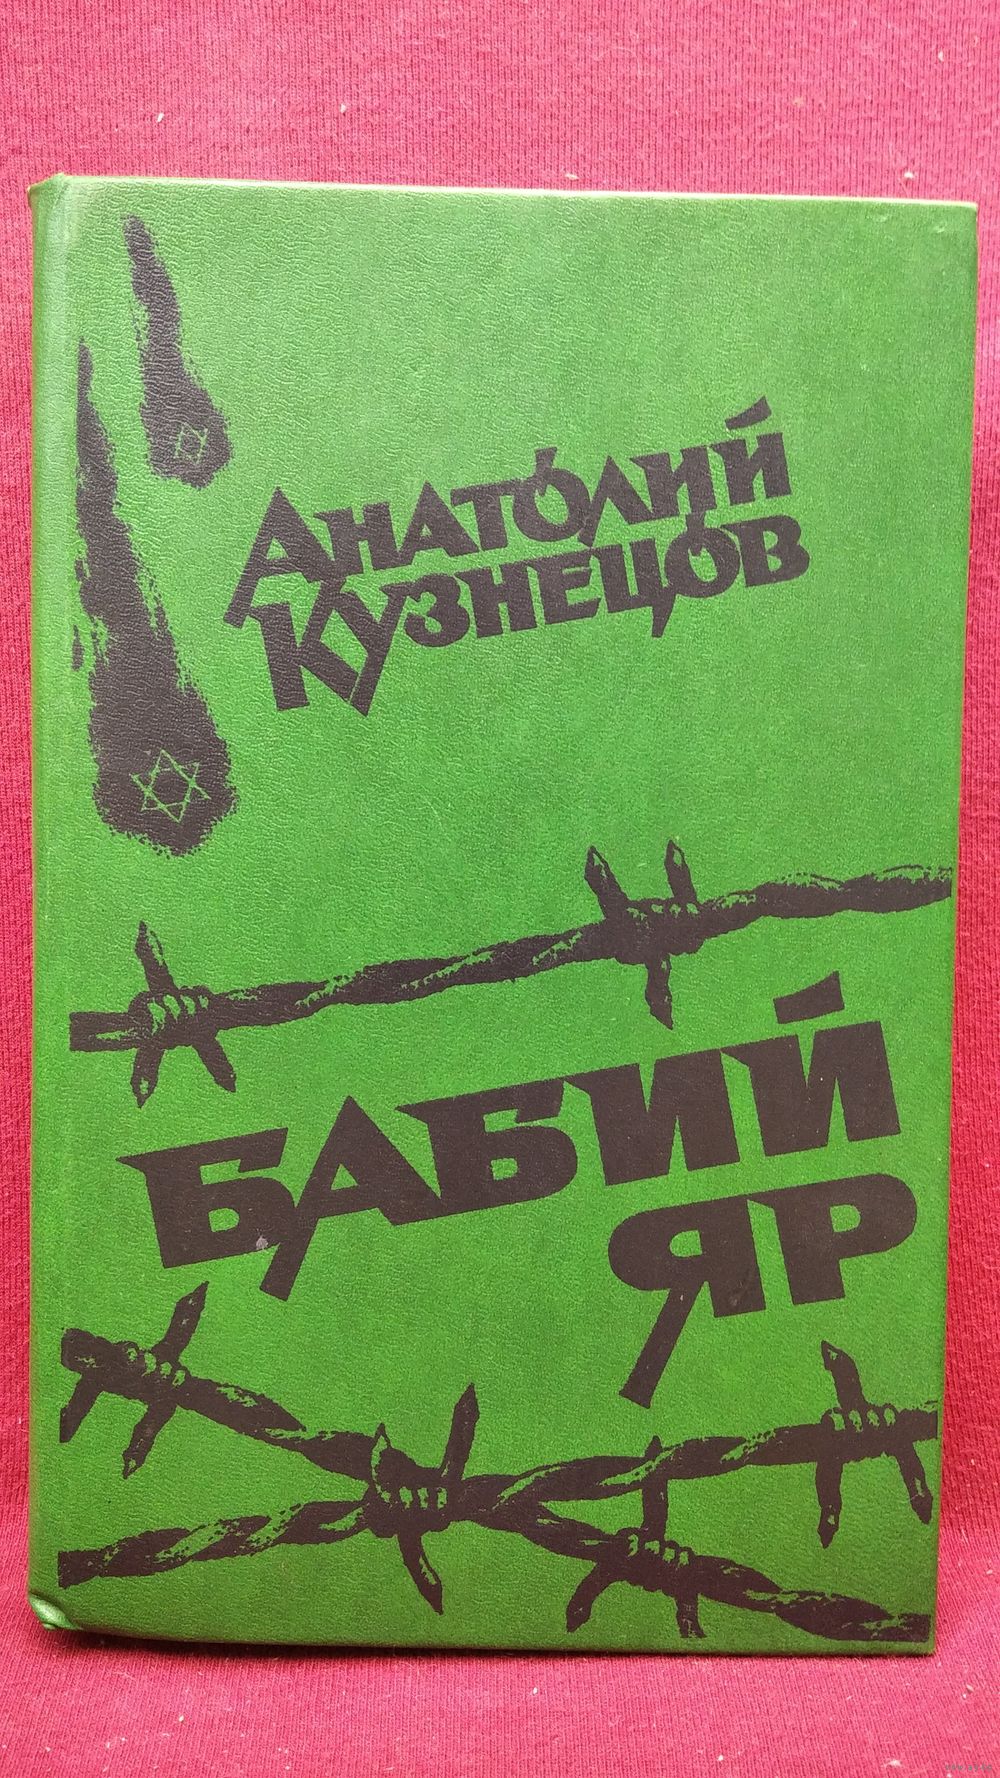 Анатолий
Кузнецов
Бабий
Яр